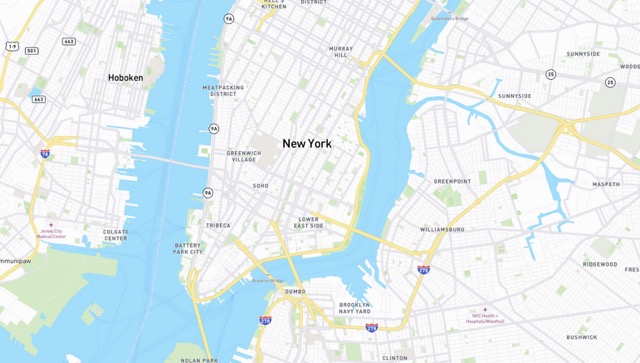 HELL'S
KITCHEN
DISTRICT
9A
Queensboro Bridge
1-9
501
663
MURRAY
HILL
SUNNYSIDE
WOODS
Hoboken
25
25
SUNNYSIDE
MEATPACKING
DISTRICT
663
9A
New York
78
GREENWICH
VILLAGE
SOHO
GREENPOINT
MASPETH
9A
Jersey City
Medical Center
COLGATE
CENTER
TRIBECA
LOWER
EAST SIDE
WILLIAMSBURG
BATTERY
PARK CITY
mmunipaw
RIDGEWOOD
FRES
278
Brooklyn Bridge
DUMBO
BROOKLYN
NAVY YARD
NYC Health +
Hospitals/Woodhull
278
278
BUSHWICK
NOLAN PARK
CLINTON